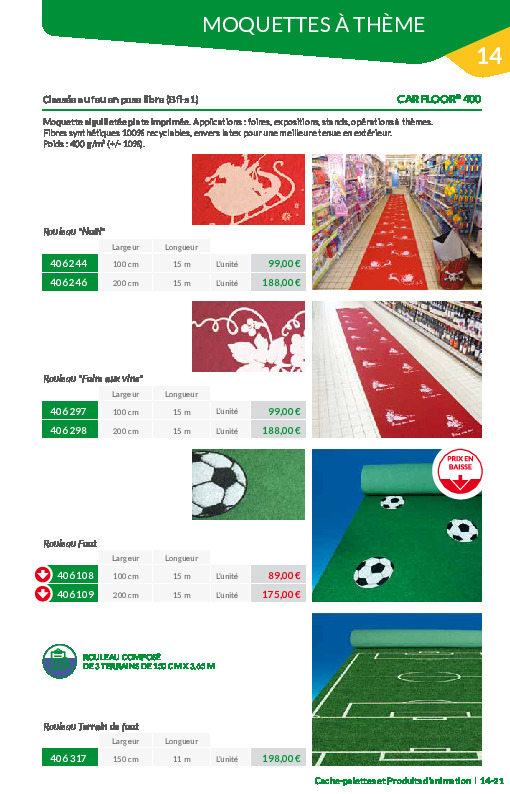 MOQUETTES À THÈME
14
Classés au feu en pose libre (Bfl-s1)
CAR FLOOR® 400
Moquette aiguilletée plate imprimée. Applications : foires, expositions, stands, opérations à thèmes.
Fibres synthétiques 100% recyclables, envers latex pour une meilleure tenue en extérieur.
Poids : 400 g/m² (+/- 10%).
Rouleau "Noël"
Largeur Longueur
406244 100 cm 15 m L'unité 99,00 €
406246 200 cm 15 m L'unité 188,00 €
Rouleau "Foire aux vins"
Largeur Longueur
406297 100 cm 15 m L'unité 99,00 €
406298 200 cm 15 m L'unité 188,00 €
PRIX EN
BAISSE
Rouleau Foot
Largeur Longueur
406108 100 cm 15 m L'unité 89,00 €
406109 200 cm 15 m L'unité 175,00 €
ROULEAU COMPOSÉ
DE 3 TERRAINS DE 150 CM X 3,65 M
Rouleau Terrain de foot
Largeur Longueur
406317 150 cm 11 m L'unité 198,00 €
Cache-palettes et Produits d'animation | 14-21